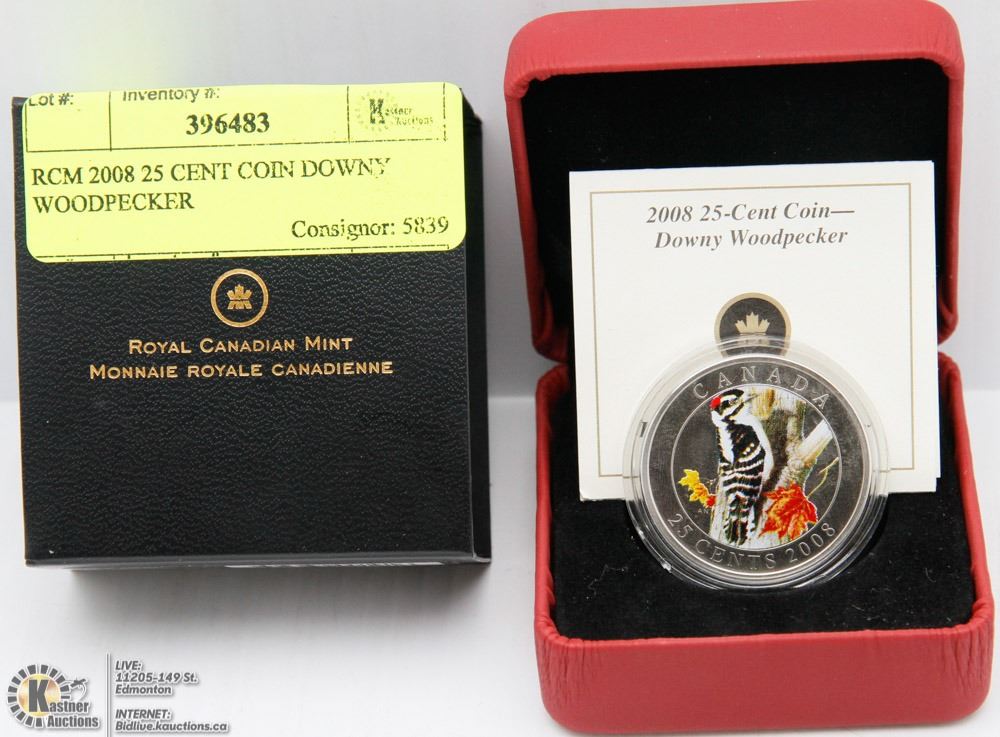 Lot #:
Inventory #:
396483
Kastner
Auctions
RCM 2008 25 CENT COIN DOWNY
WOODPECKER
Consignor: 5839
ROYAL CANADIAN MINT
MONNAIE ROYALE CANADIENNE
2008 25-Cent Coin—
Downy Woodpecker
CANADA
25 CENTS 2008
Kastner
Auctions
LIVE:
11205-149 St.
Edmonton
INTERNET:
Bidlive.kauctions.ca